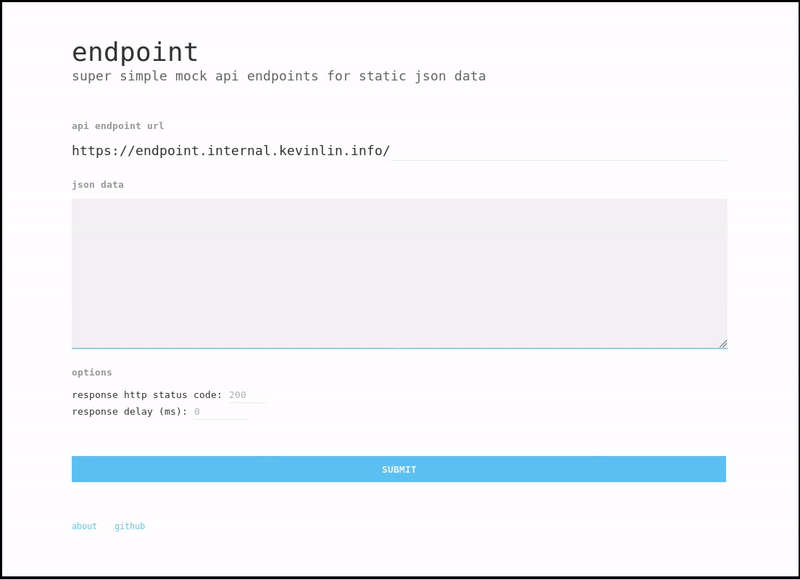 endpoint
super simple mock api endpoints for static json data
api endpoint url
https://endpoint.internal.kevinlin.info/
json data
options
response http status code: 200
response delay (ms): 0
SUBMIT
about github